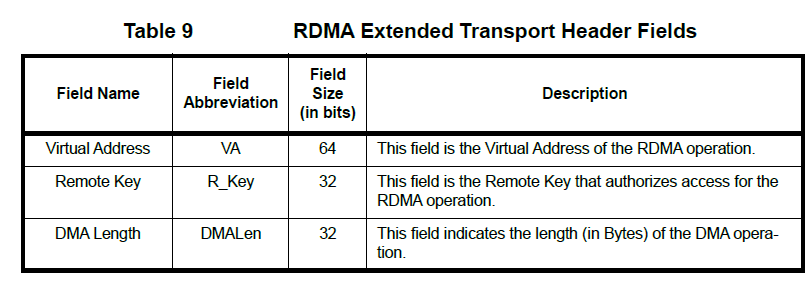 Table 9 RDMA Extended Transport Header Fields
Field Name
Field
Abbreviation
Field
Size
(in bits)
Description
Virtual Address VA 64 This field is the Virtual Address of the RDMA operation.
Remote Key R_Key 32 This field is the Remote Key that authorizes access for the
RDMA operation.
DMA Length DMALen 32 This field indicates the length (in Bytes) of the DMA opera-
tion.